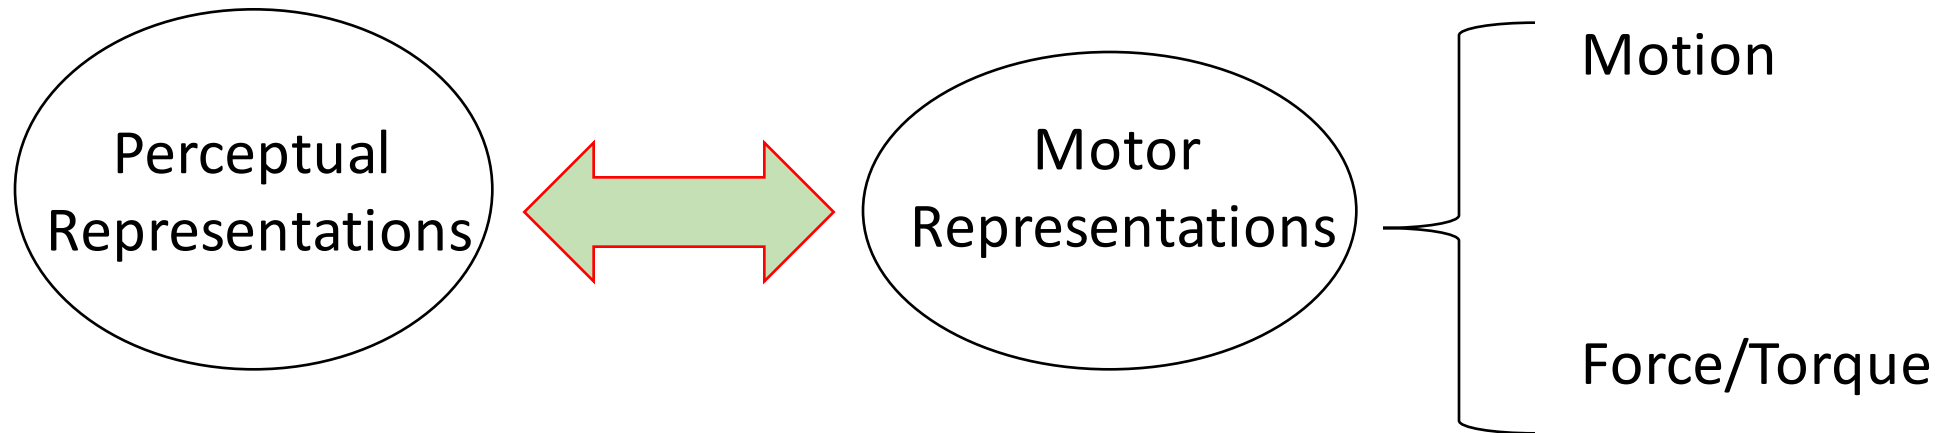 Perceptual
Representations
Motor
Representations
Motion
Force/Torque